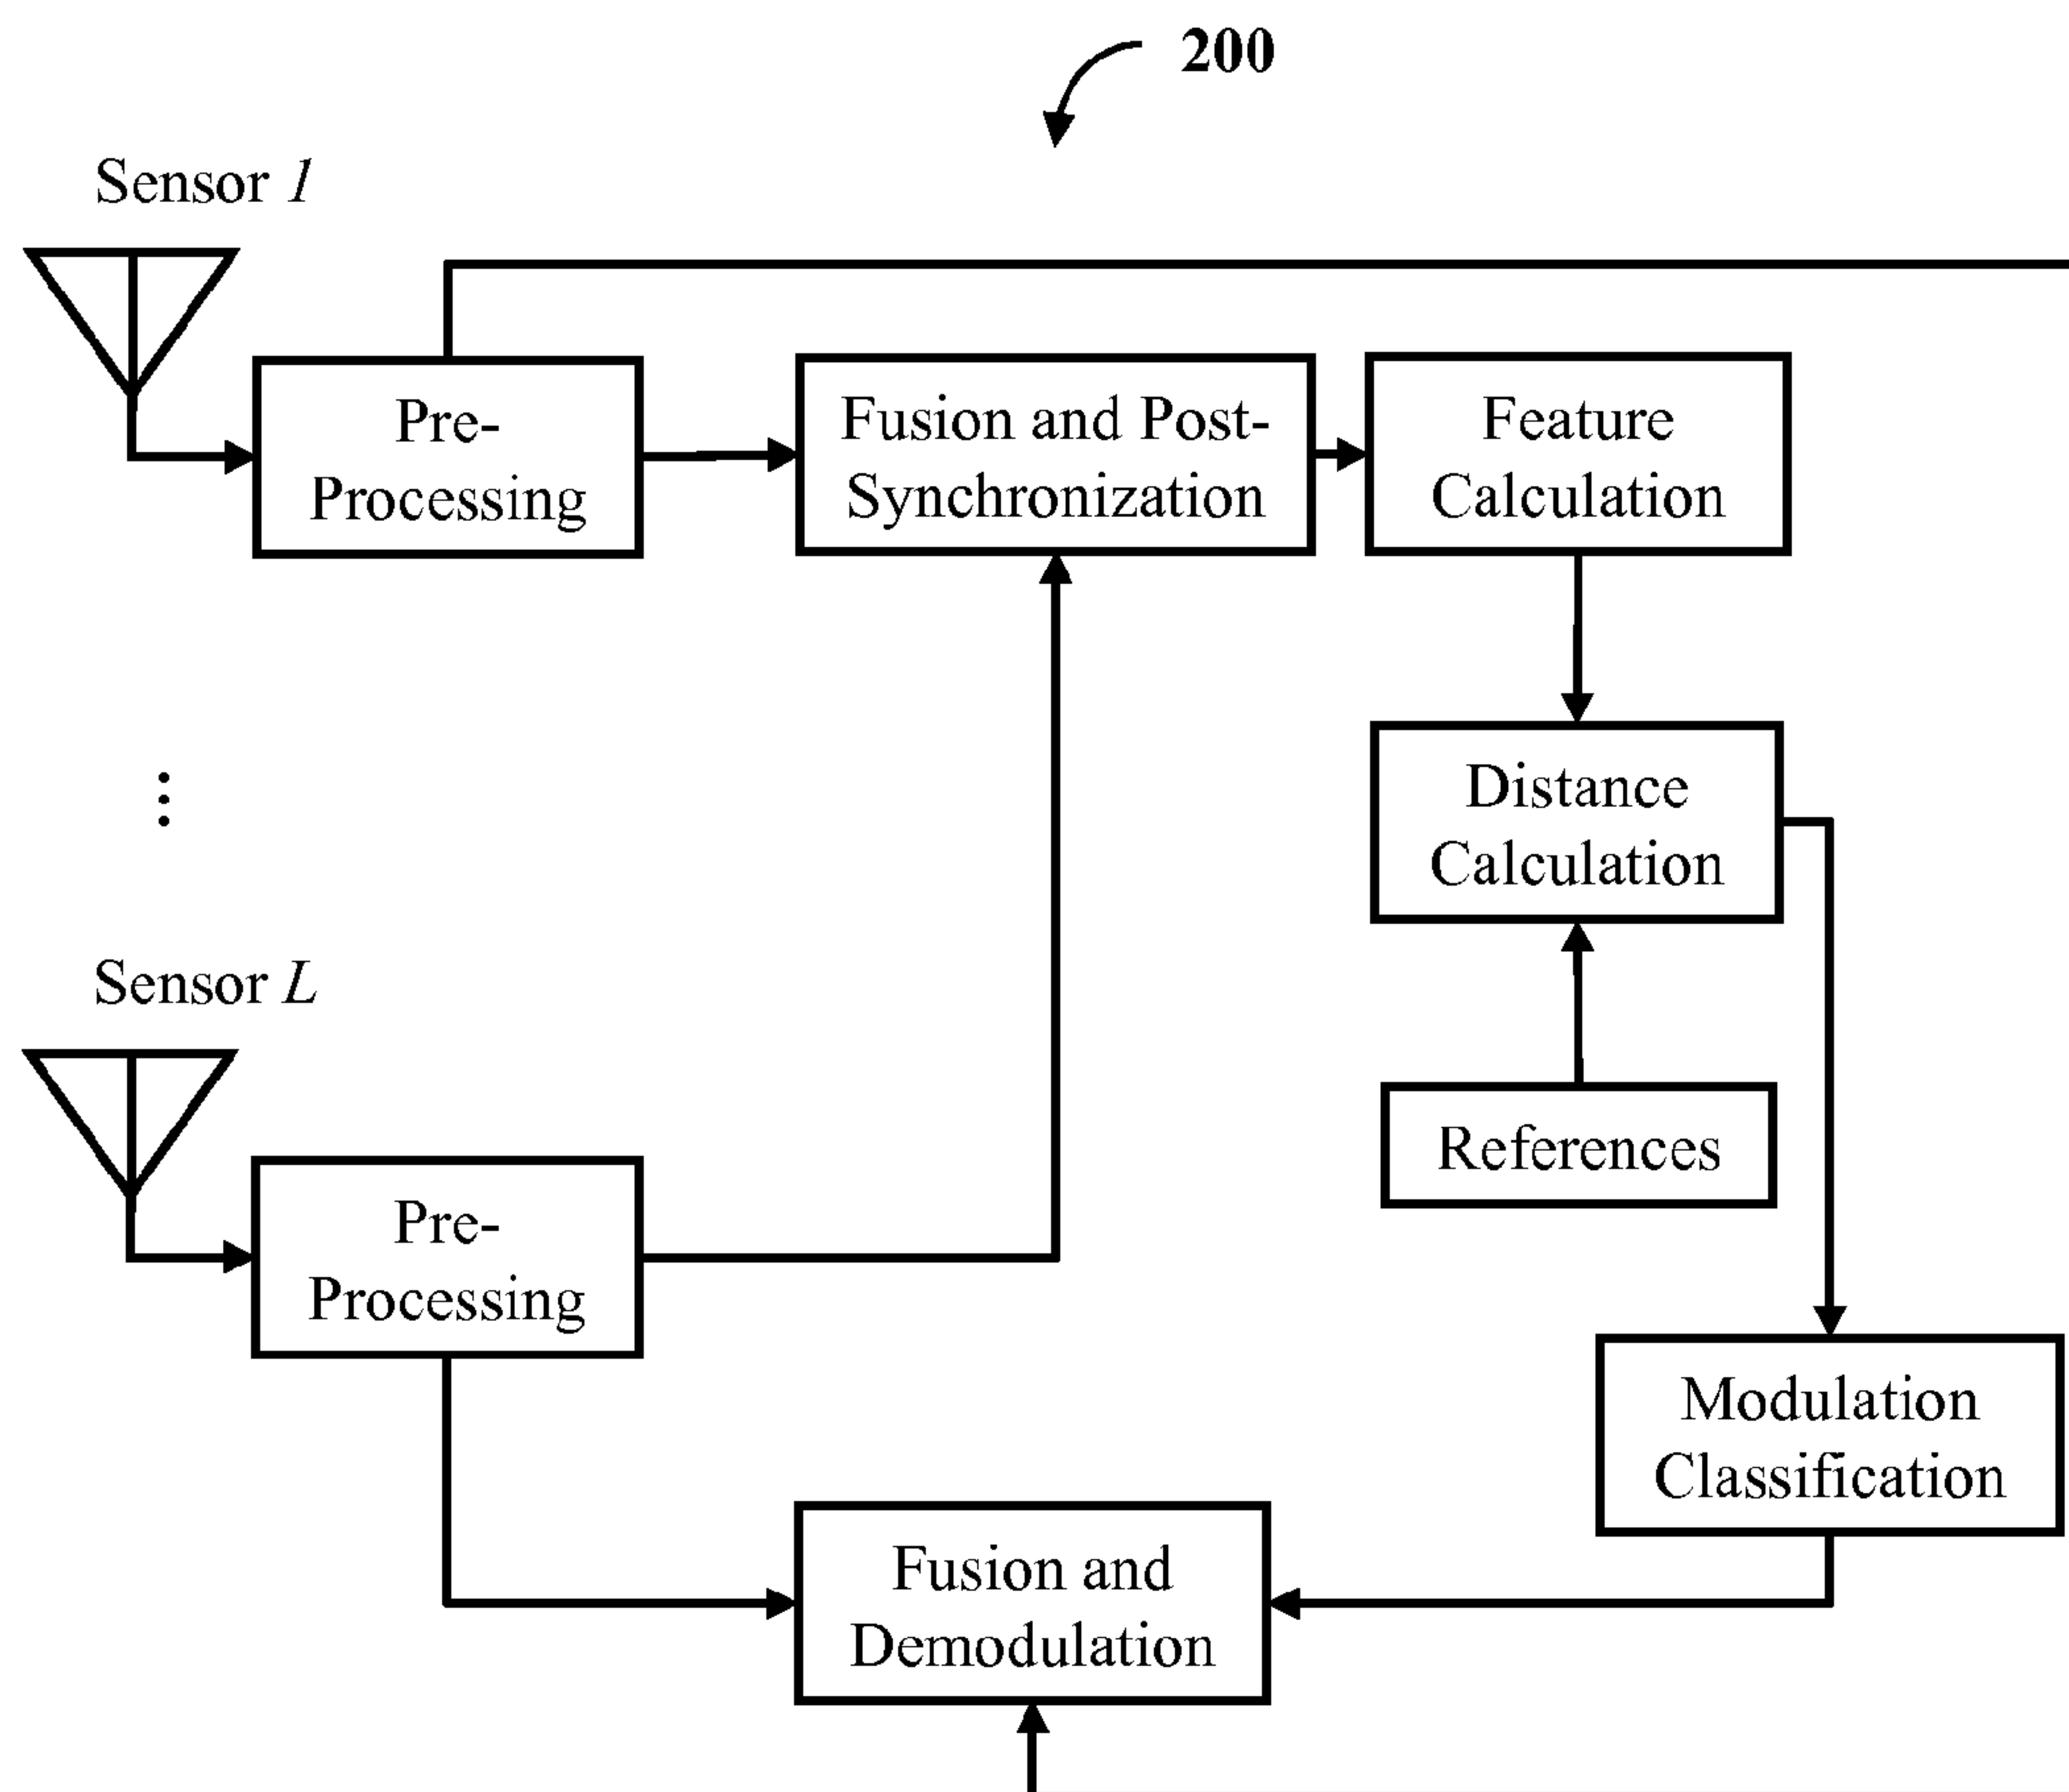 200
Sensor 1
Pre-
Processing
Fusion and Post-
Synchronization
Feature
Calculation
Distance
Calculation
Sensor L
References
Pre-
Processing
Modulation
Classification
Fusion and
Demodulation